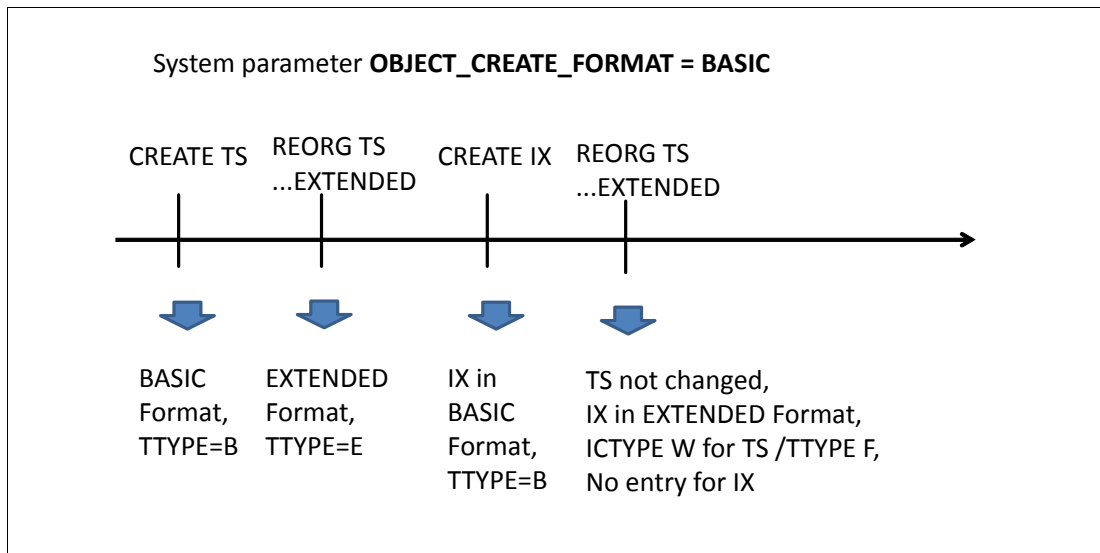 System parameter OBJECT_CREATE_FORMAT = BASIC
CREATE TS
REORG TS
...EXTENDED
CREATE IX
REORG TS
...EXTENDED
BASIC
Format,
TTYPE=B
EXTENDED
Format,
TTYPE=E
IX in
BASIC
Format,
TTYPE=B
TS not changed,
IX in EXTENDED Format,
ICTYPE W for TS /TTYPE F,
No entry for IX